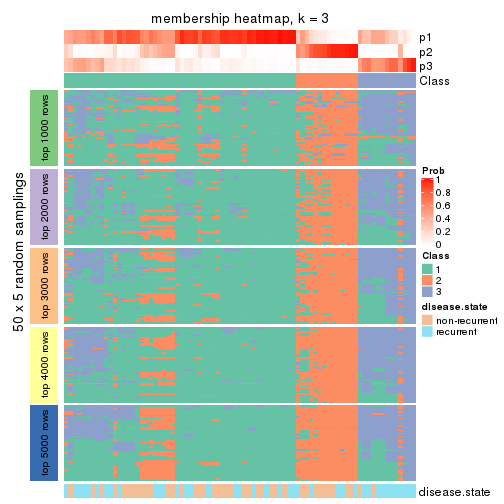 membership heatmap, k = 3
p1
p2
p3
Class
50 x 5 random samplings
top 1000 rows
top 2000 rows
top 3000 rows
top 4000 rows
top 5000 rows
Prob
1
0.8
0.6
0.4
0.2
0
Class
1
2
3
disease.state
non-recurrent
recurrent
disease.state